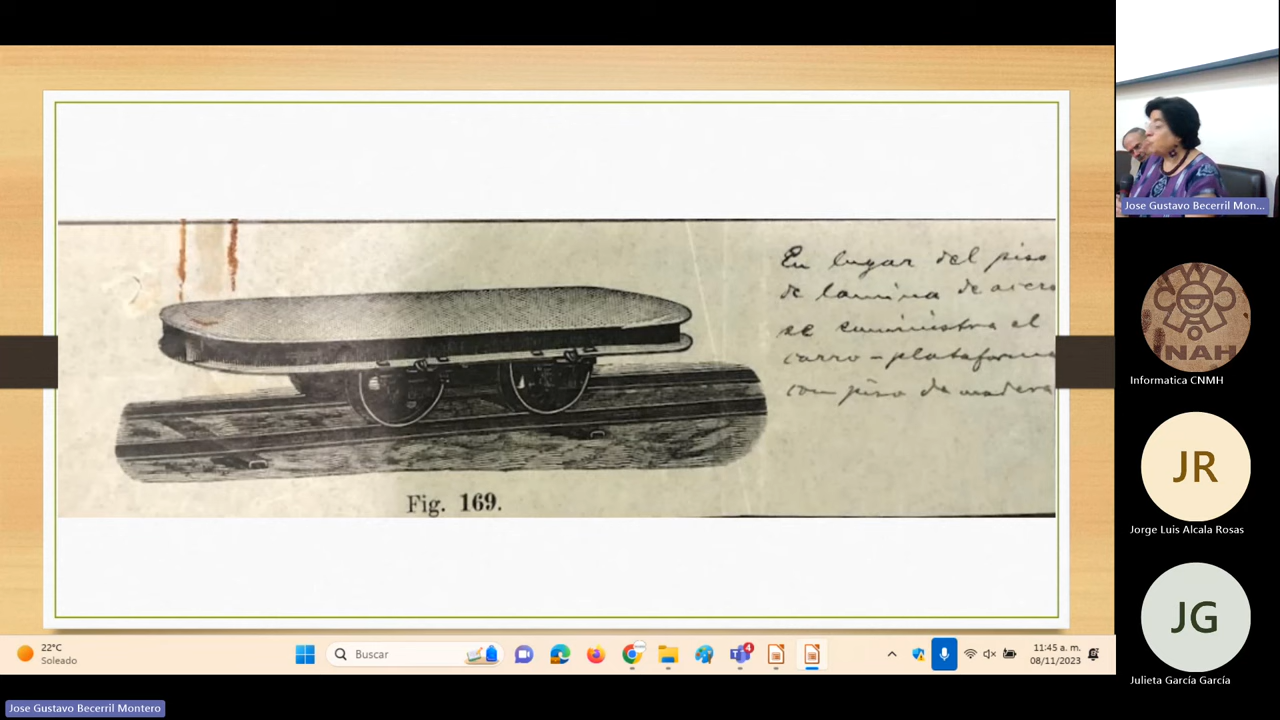 En lugar del piso
de lamina de acero
se suministra el
carro-plataforma
con piso de madera
Fig. 169.
Jose Gustavo Becerril Mon...
INAH
Informatica CNMH
JR
Jorge Luis Alcala Rosas
JG
Julieta García García
22°C
Soleado
Buscar
4
11:45 a. m.
08/11/2023
Jose Gustavo Becerril Montero